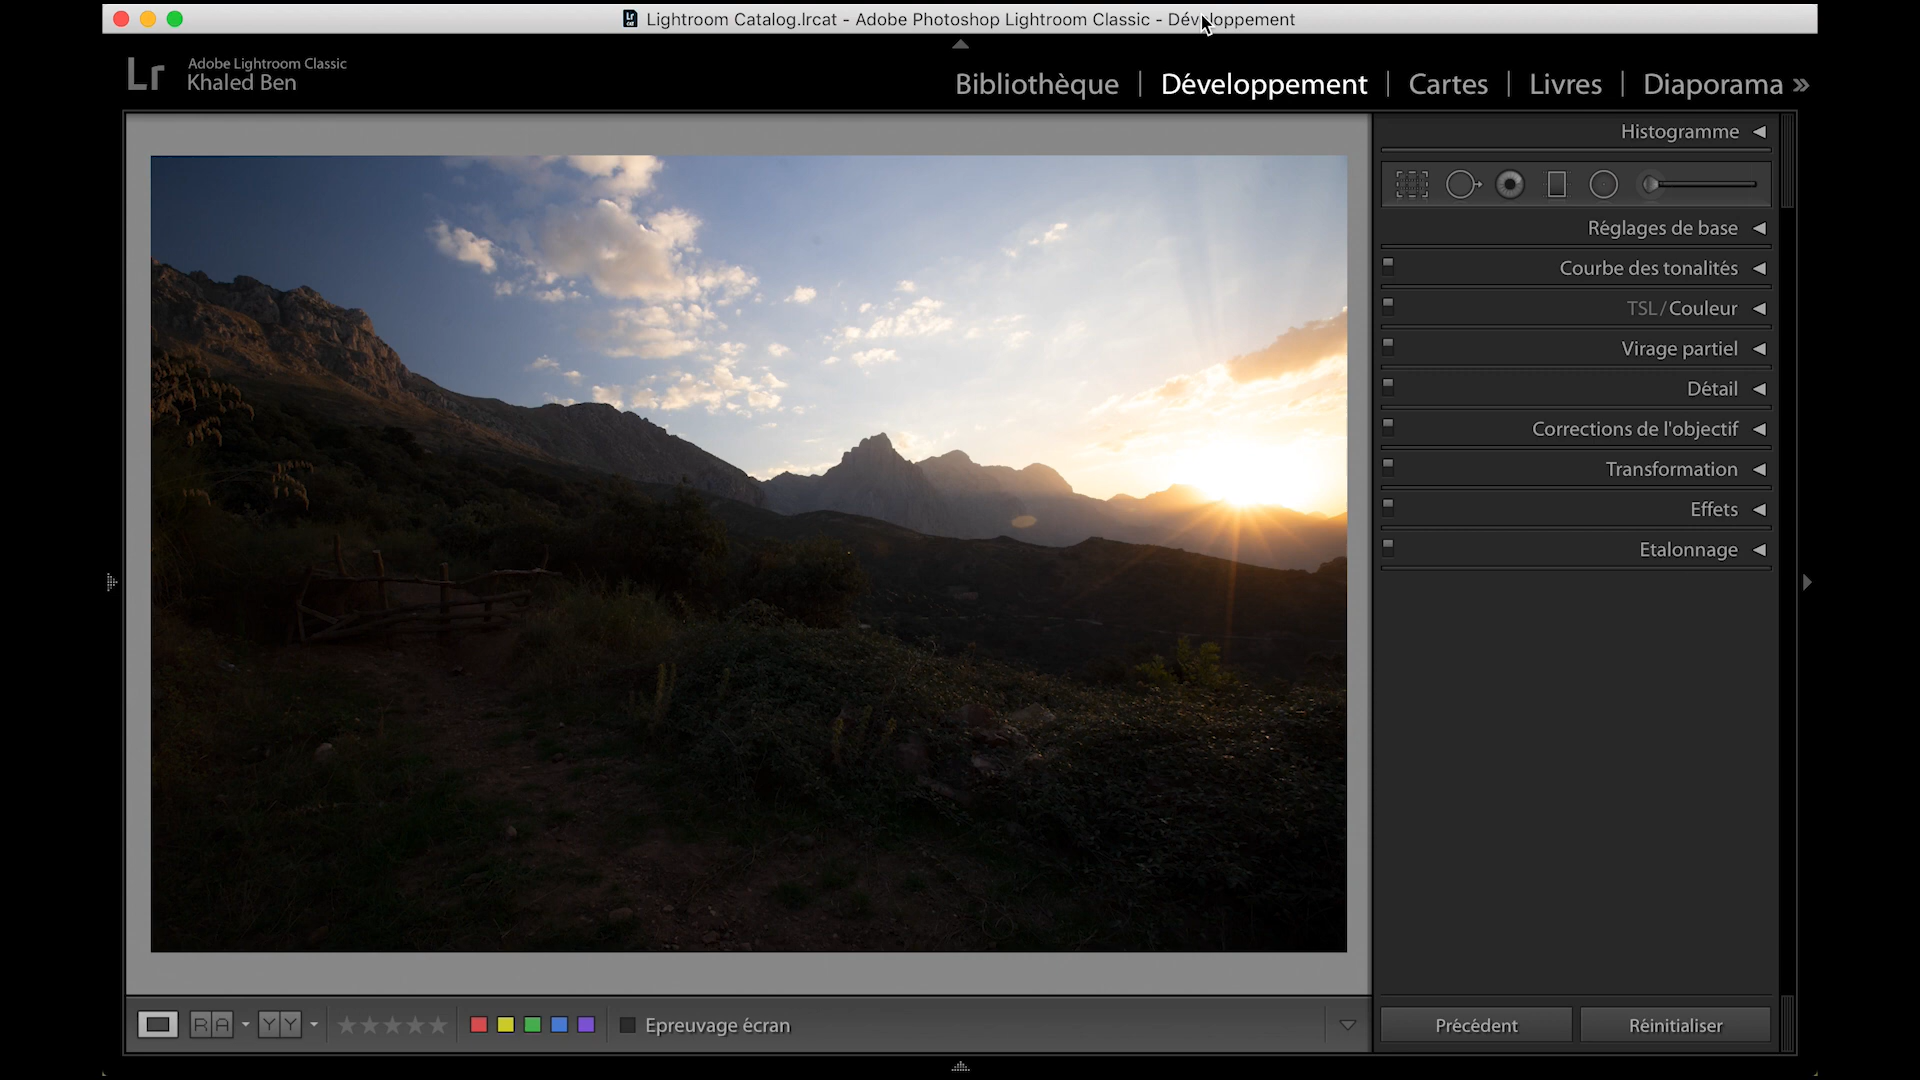 Lightroom Catalog.lrcat - Adobe Photoshop Lightroom Classic - Développement
Lr
Adobe Lightroom Classic
Khaled Ben
Bibliothèque | Développement | Cartes | Livres | Diaporama »
Histogramme
Réglages de base
Courbe des tonalités
TSL / Couleur
Virage partiel
Détail
Corrections de l'objectif
Transformation
Effets
Etalonnage
R A Y Y Epreuvage écran
Précédent Réinitialiser